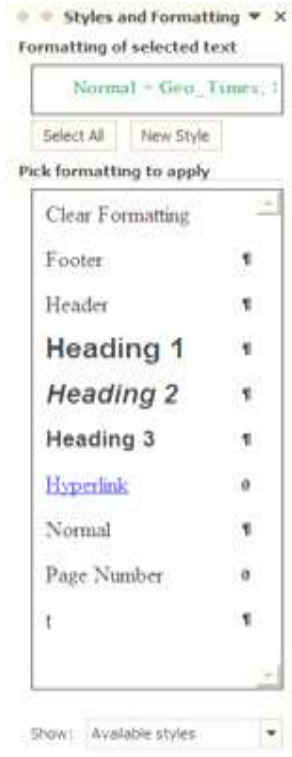 Styles and Formatting
Formatting of selected text
Normal + Geo_Times, 1
Select All New Style
Pick formatting to apply
Clear Formatting
Footer ¶
Header ¶
Heading 1 ¶
Heading 2 ¶
Heading 3 ¶
Hyperlink a
Normal ¶
Page Number a
t ¶
Show: Available styles